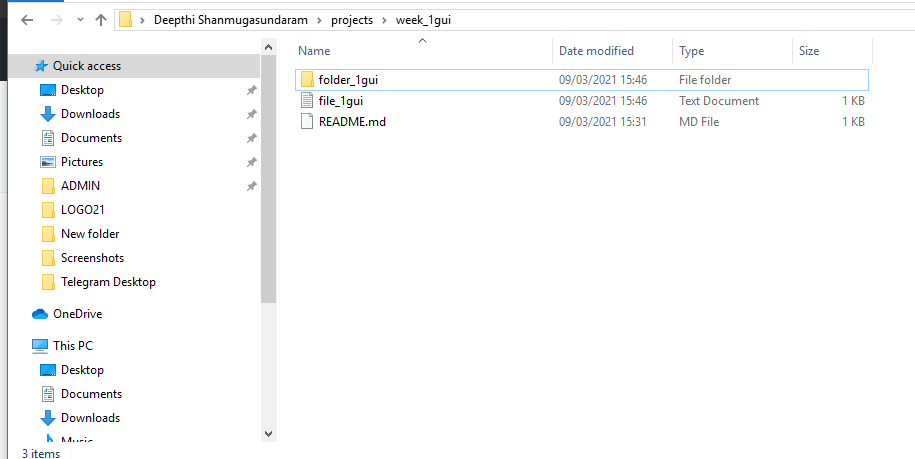 Deepthi Shanmugasundaram > projects > week_1gui
Name Date modified Type Size
Quick access
Desktop
Downloads
Documents
Pictures
ADMIN
LOGO21
New folder
Screenshots
Telegram Desktop
OneDrive
This PC
Desktop
Documents
Downloads
Music
folder_1gui 09/03/2021 15:46 File folder
file_1gui 09/03/2021 15:46 Text Document 1 KB
README.md 09/03/2021 15:31 MD File 1 KB
3 items